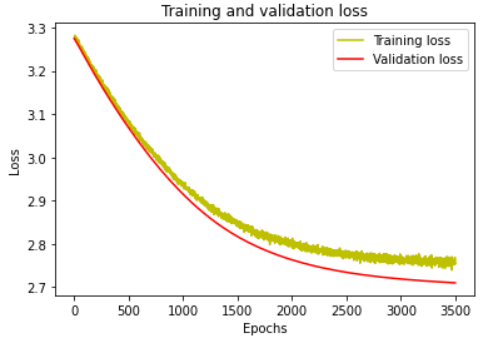 Training and validation loss
3.3
3.2
3.1
3.0
2.9
2.8
2.7
Loss
Training loss
Validation loss
0 500 1000 1500 2000 2500 3000 3500
Epochs